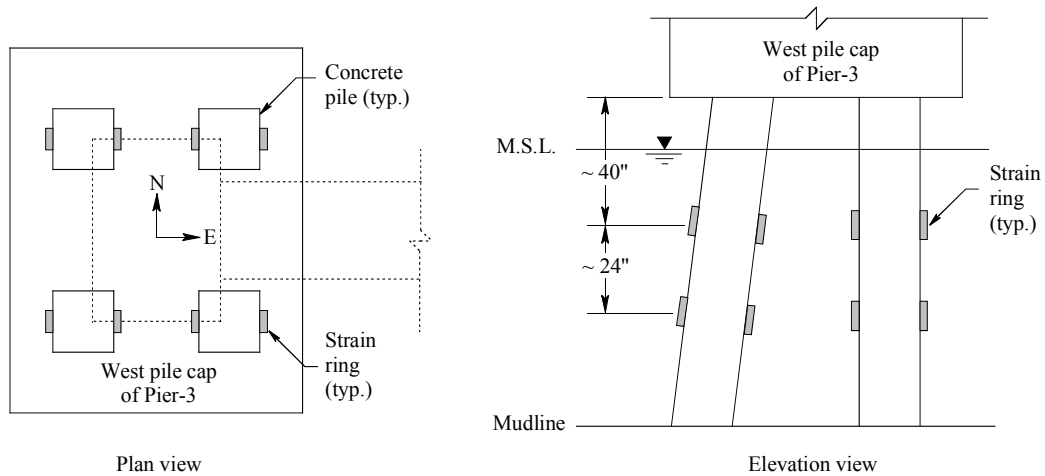 Concrete
pile (typ.)
N
E
Strain
ring
(typ.)
West pile cap
of Pier-3
Plan view
West pile cap
of Pier-3
M.S.L.
~ 40"
Strain
ring
(typ.)
~ 24"
Mudline
Elevation view